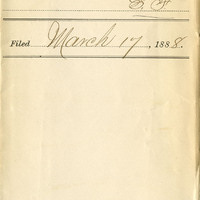 S. F.
Filed March 17, 1888.